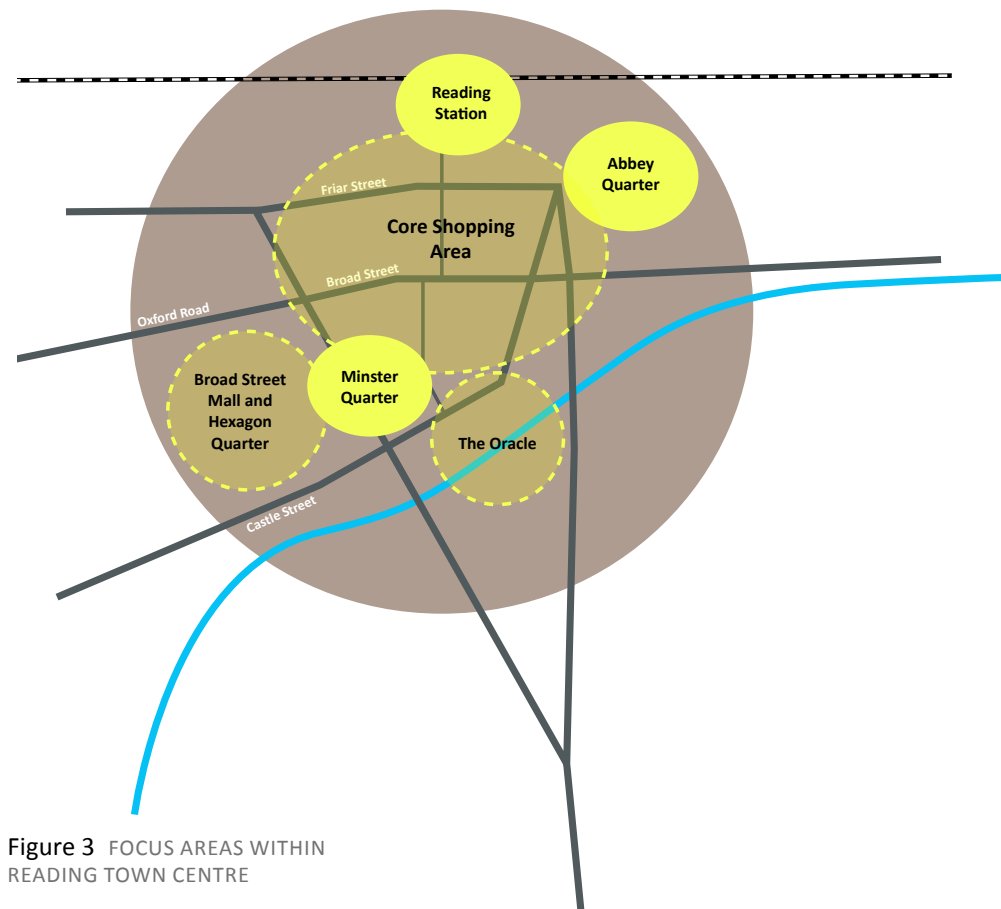 Reading
Station
Abbey
Quarter
Friar Street
Core Shopping
Area
Broad Street
Oxford Road
Broad Street
Mall and
Hexagon
Quarter
Minster
Quarter
The Oracle
Castle Street
Figure 3 FOCUS AREAS WITHIN
READING TOWN CENTRE